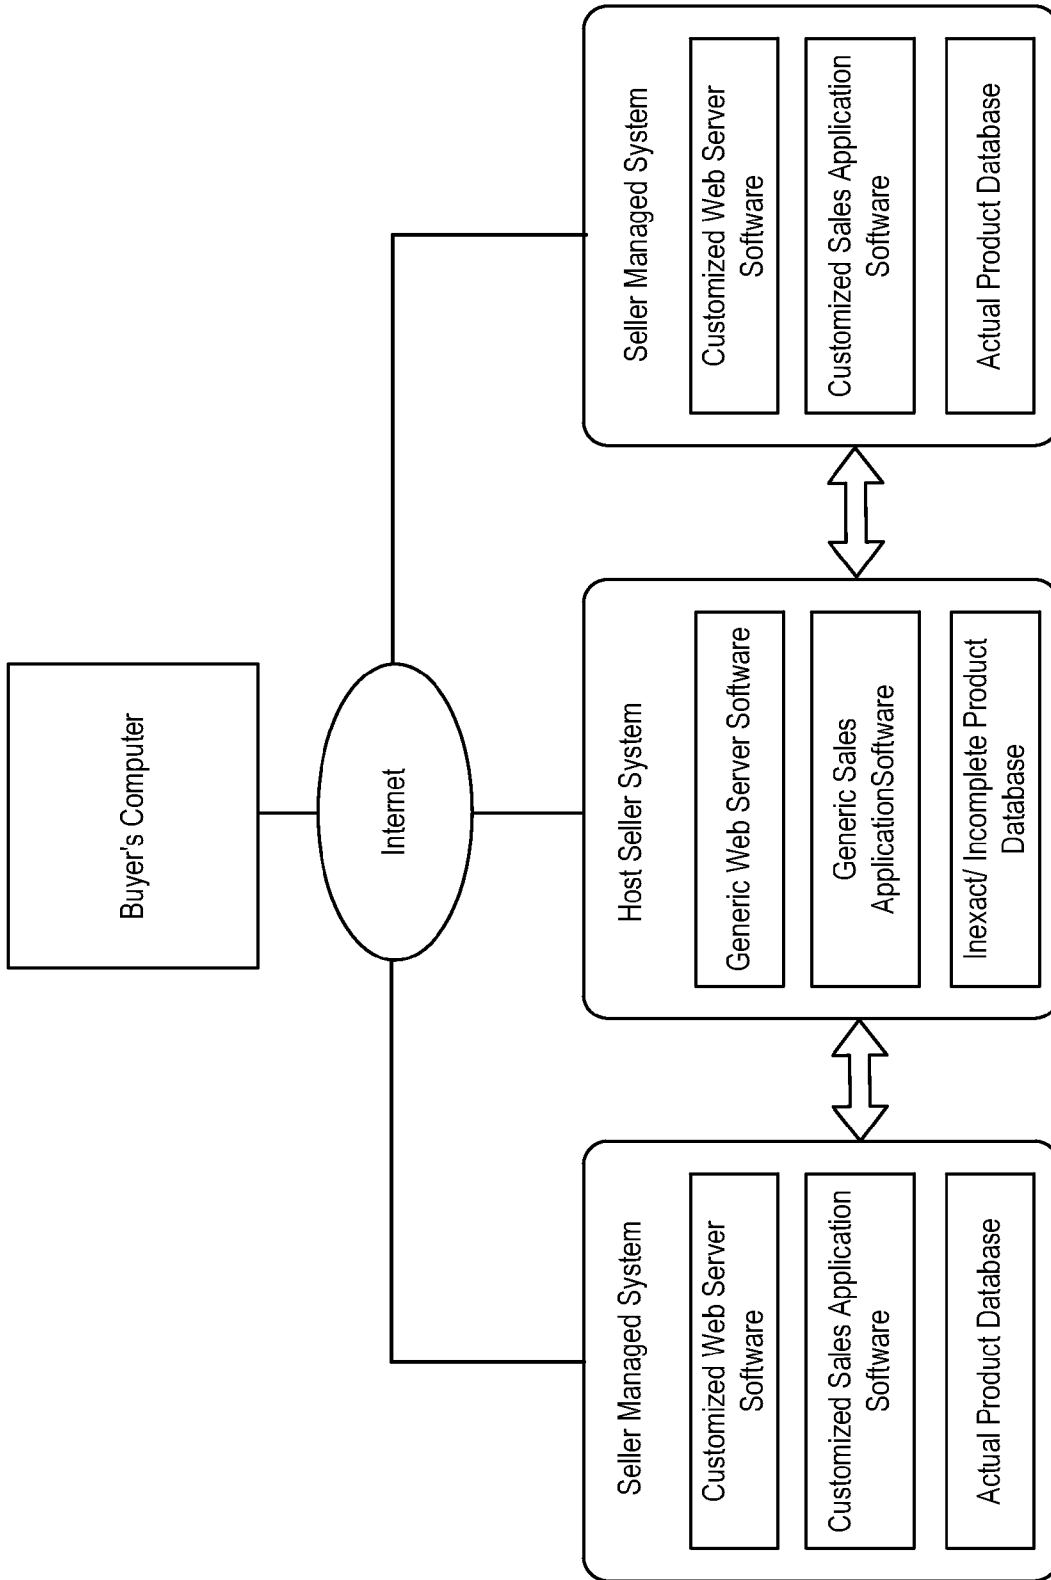 Buyer's Computer
Internet
Seller Managed System
Customized Web Server
Software
Customized Sales Application
Software
Actual Product Database
Host Seller System
Generic Web Server Software
Generic Sales
ApplicationSoftware
Inexact/ Incomplete Product
Database
Seller Managed System
Customized Web Server
Software
Customized Sales Application
Software
Actual Product Database